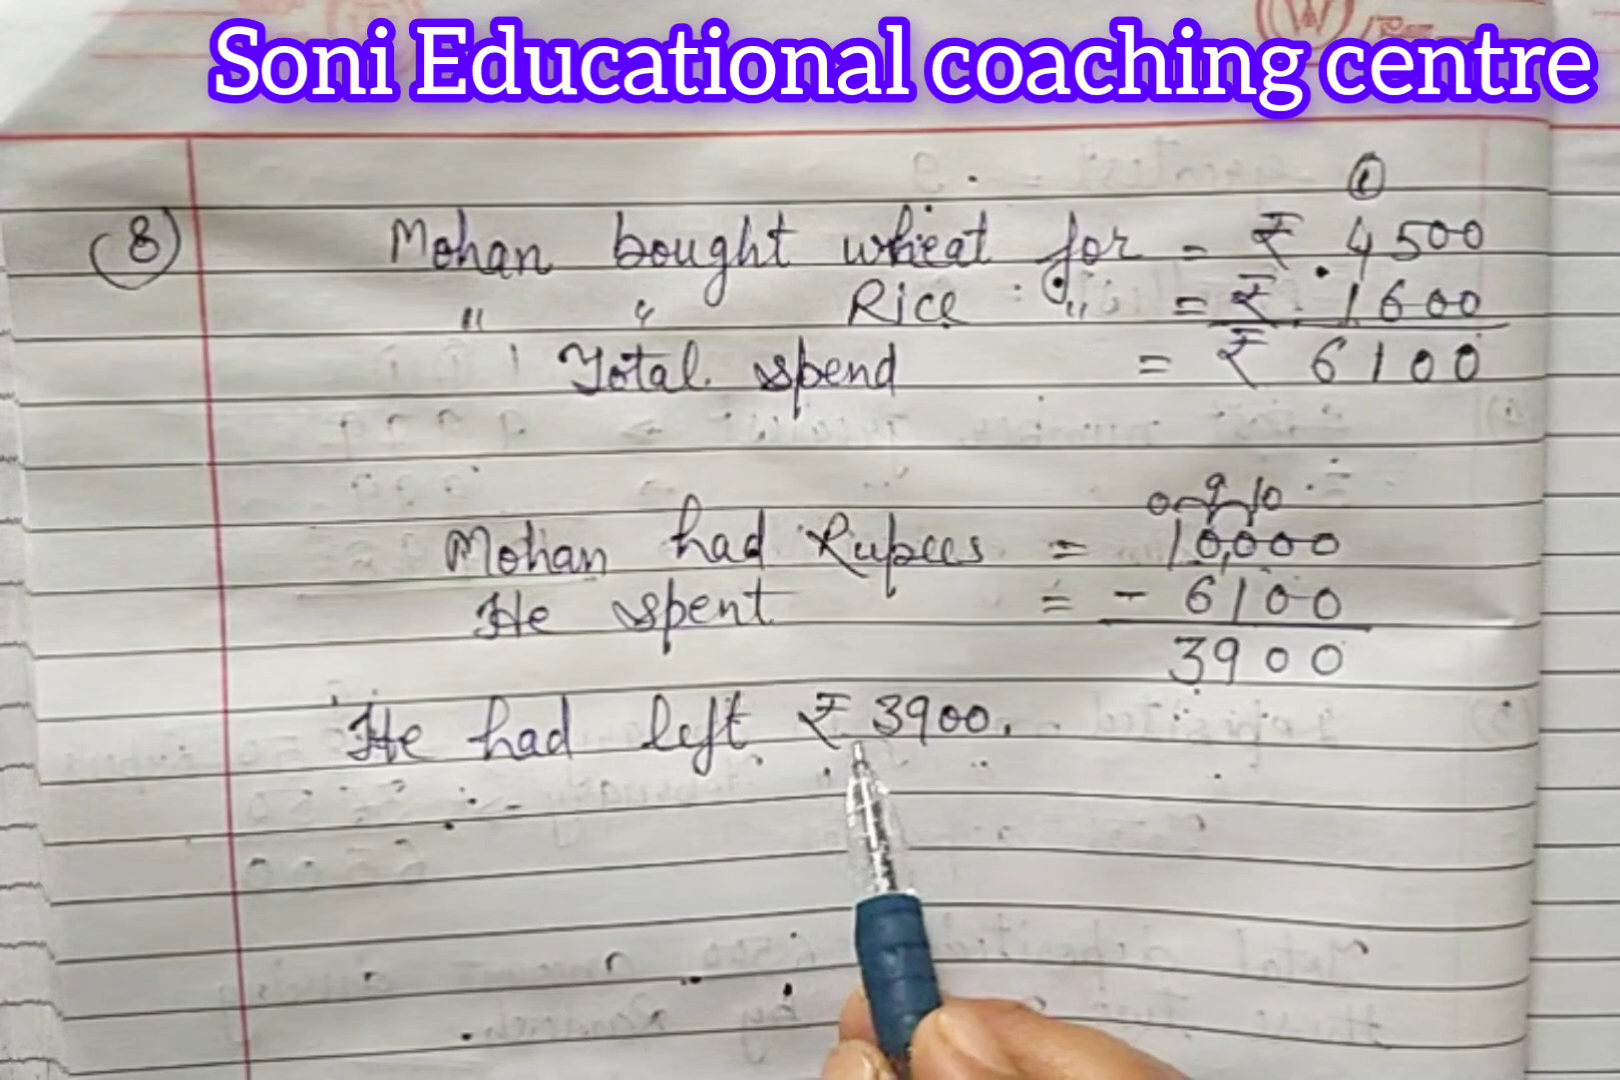 Soni Educational coaching centre
①
8 Mohan bought wheat for = ₹ 4500
" " Rice " = ₹ 1600
Total spend = ₹ 6100
0 9 10
Mohan had Rupees = 10,000
He spent = - 6100
3900
He had left ₹ 3900.